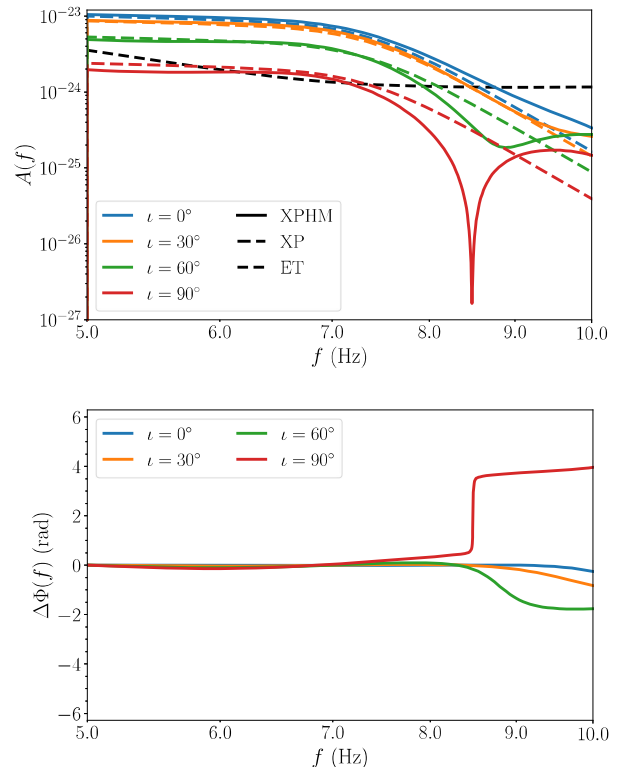 10⁻²³
10⁻²⁴
10⁻²⁵
10⁻²⁶
10⁻²⁷
A(f)
ι = 0° XPHM
ι = 30° XP
ι = 60° ET
ι = 90°
5.0 6.0 7.0 8.0 9.0 10.0
f (Hz)
6
4
2
0
−2
−4
−6
ΔΦ(f) (rad)
ι = 0° ι = 60°
ι = 30° ι = 90°
5.0 6.0 7.0 8.0 9.0 10.0
f (Hz)